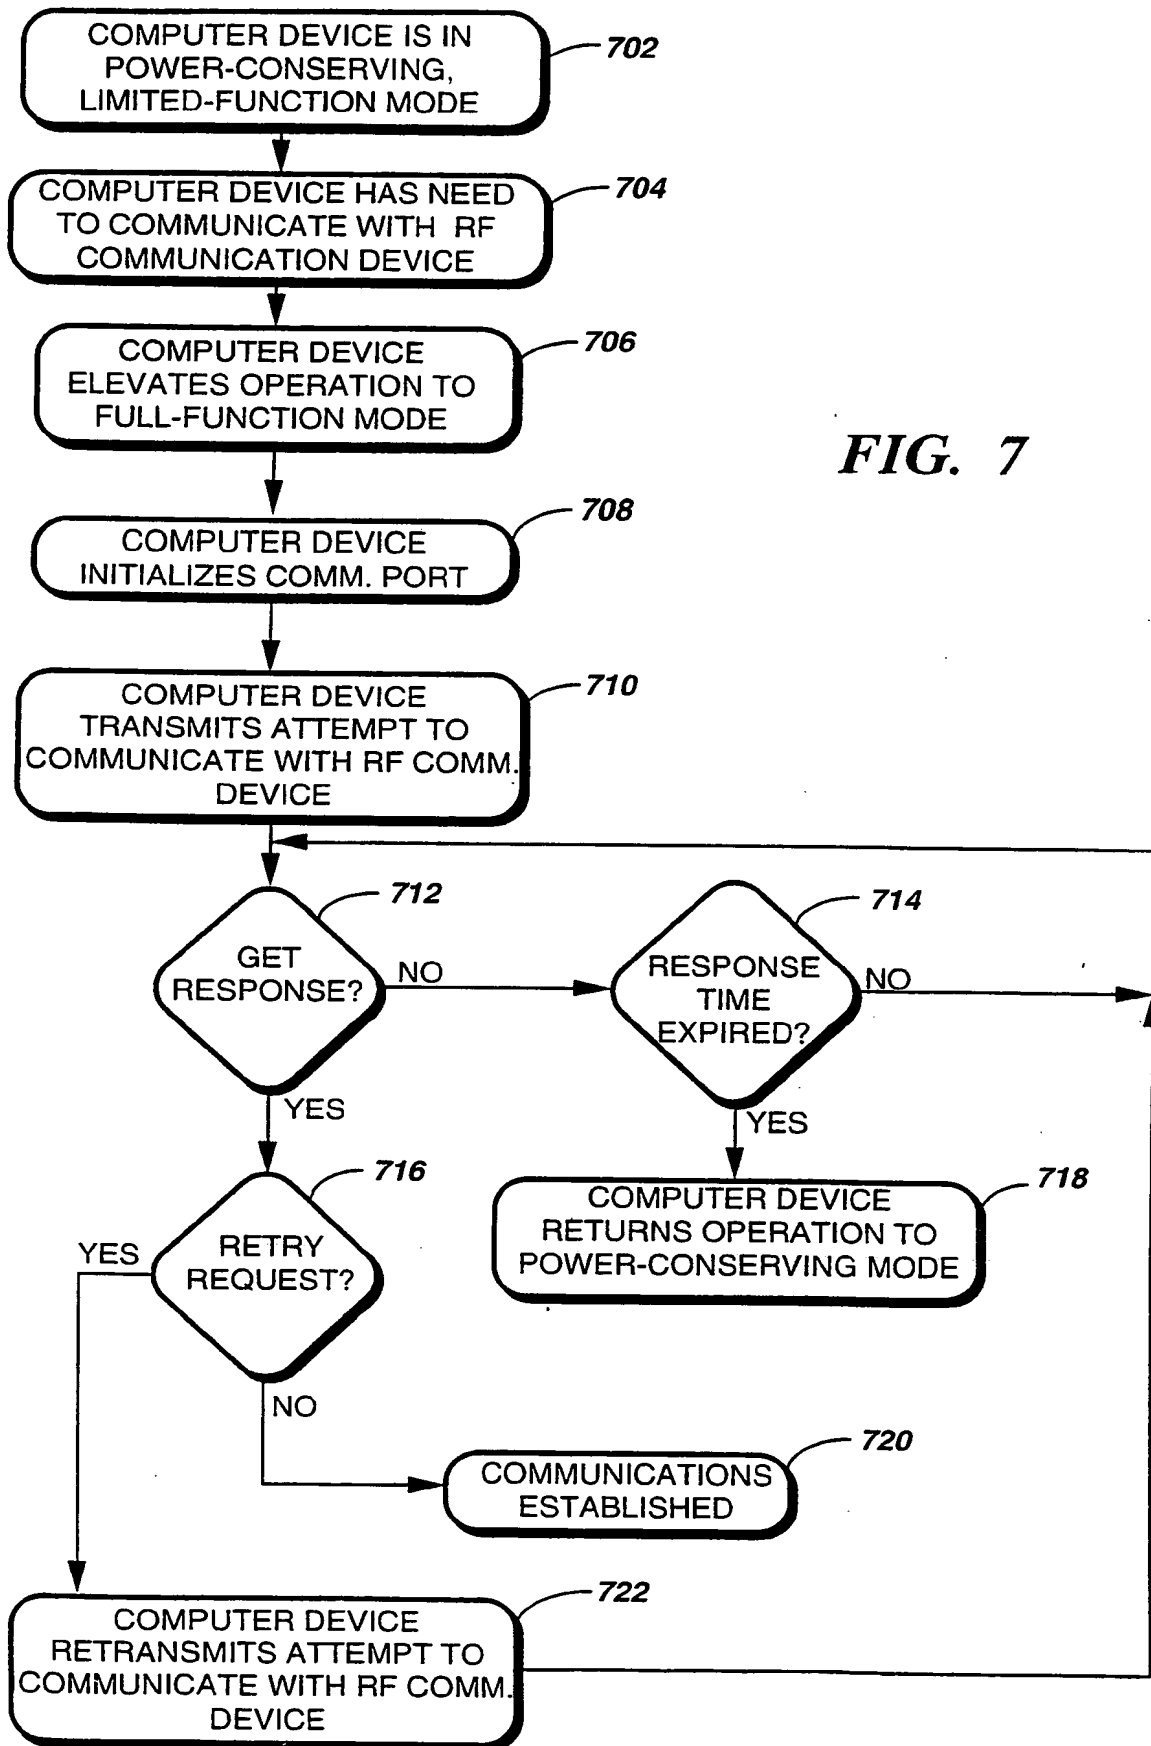 COMPUTER DEVICE IS IN
POWER-CONSERVING,
LIMITED-FUNCTION MODE
702
COMPUTER DEVICE HAS NEED
TO COMMUNICATE WITH RF
COMMUNICATION DEVICE
704
COMPUTER DEVICE
ELEVATES OPERATION TO
FULL-FUNCTION MODE
706
FIG. 7
COMPUTER DEVICE
INITIALIZES COMM. PORT
708
COMPUTER DEVICE
TRANSMITS ATTEMPT TO
COMMUNICATE WITH RF COMM.
DEVICE
710
GET
RESPONSE?
712
NO
RESPONSE
TIME
EXPIRED?
714
NO
YES
YES
RETRY
REQUEST?
716
YES
COMPUTER DEVICE
RETURNS OPERATION TO
POWER-CONSERVING MODE
718
NO
COMMUNICATIONS
ESTABLISHED
720
COMPUTER DEVICE
RETRANSMITS ATTEMPT TO
COMMUNICATE WITH RF COMM.
DEVICE
722